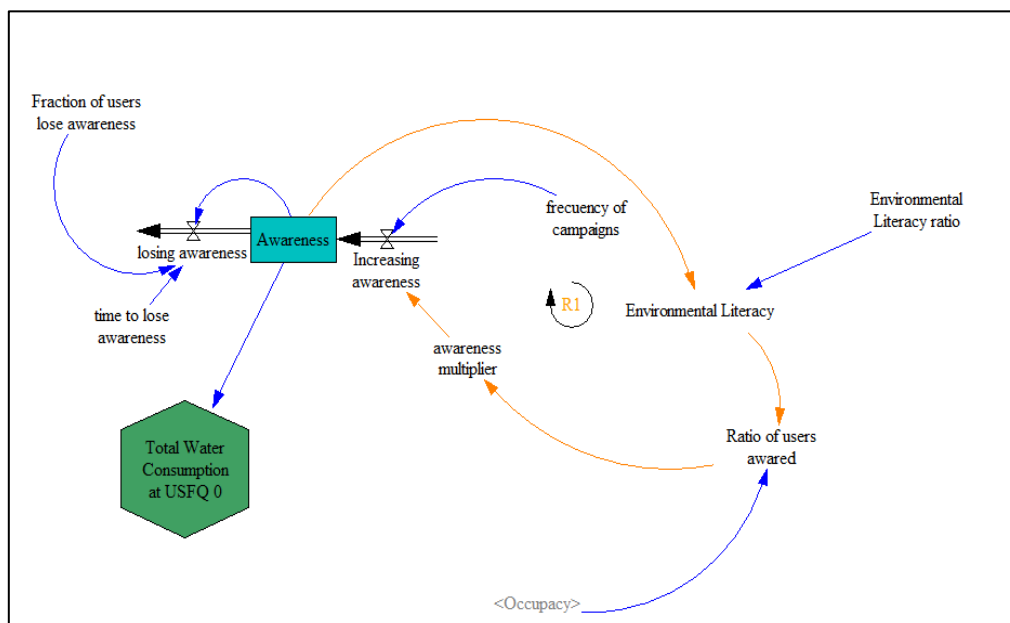 Fraction of users
lose awareness
losing awareness
Awareness
Increasing
awareness
frecuency of
campaigns
Environmental
Literacy ratio
time to lose
awareness
R1
Environmental Literacy
awareness
multiplier
Total Water
Consumption
at USFQ 0
Ratio of users
awared
<Occupacy>